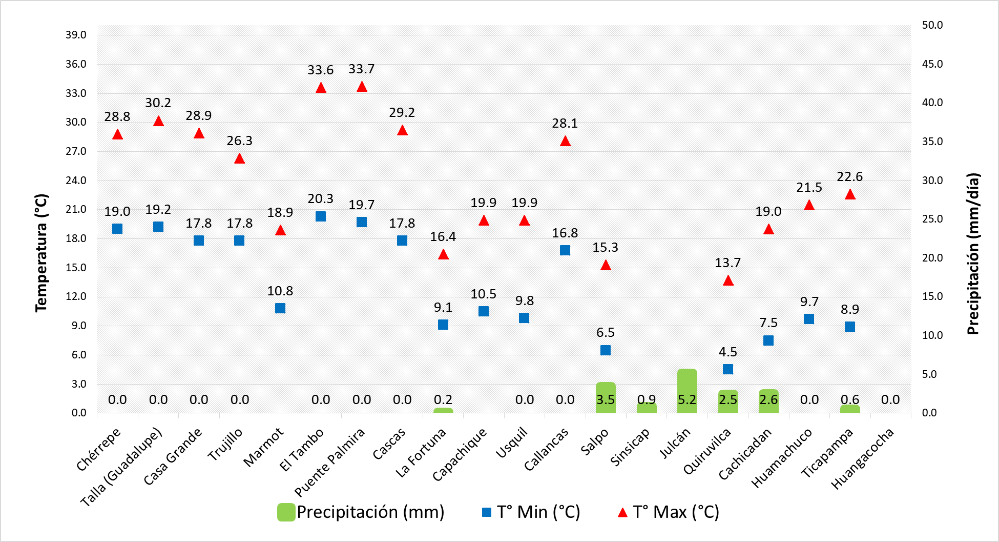 39.0
36.0
33.0
30.0
27.0
24.0
21.0
18.0
15.0
12.0
9.0
6.0
3.0
0.0
Temperatura (°C)
50.0
45.0
40.0
35.0
30.0
25.0
20.0
15.0
10.0
5.0
0.0
Precipitación (mm/día)
28.8 30.2 28.9 26.3 18.9 33.6 33.7 29.2 16.4 19.9 19.9 28.1 15.3 13.7 19.0 21.5 22.6
19.0 19.2 17.8 17.8 10.8 20.3 19.7 17.8 9.1 10.5 9.8 16.8 6.5 4.5 7.5 9.7 8.9
0.0 0.0 0.0 0.0 0.0 0.0 0.0 0.2 0.0 0.0 3.5 0.9 5.2 2.5 2.6 0.0 0.6 0.0
Chérrepe
Talla (Guadalupe)
Casa Grande
Trujillo
Marmot
El Tambo
Puente Palmira
Cascas
La Fortuna
Capachique
Usquil
Callancas
Salpo
Sinsicap
Julcán
Quiruvilca
Cachicadan
Huamachuco
Ticapampa
Huangacocha
Precipitación (mm) T° Min (°C) T° Max (°C)